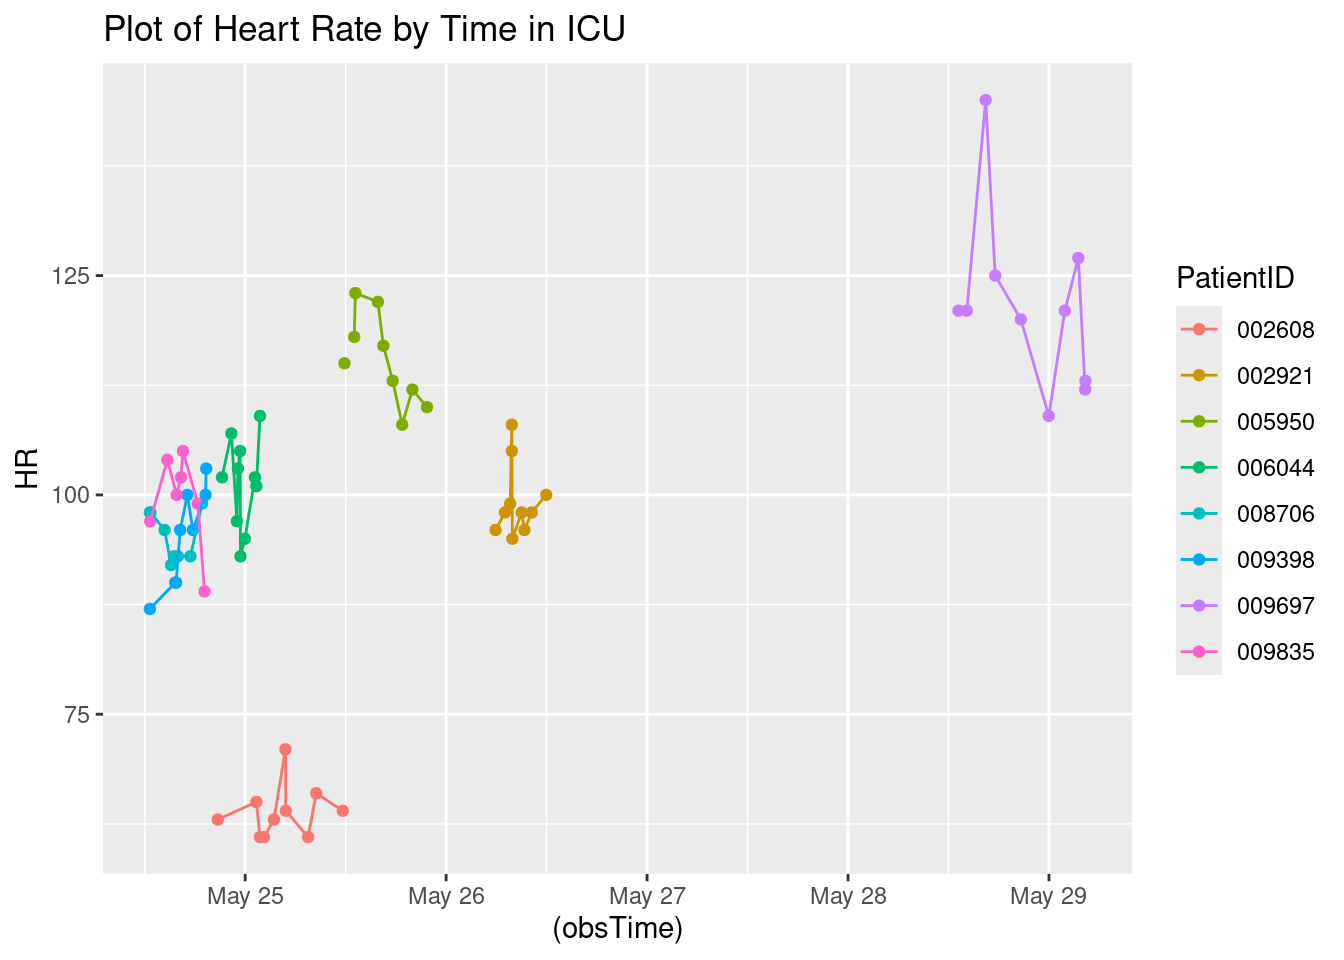 Plot of Heart Rate by Time in ICU
HR
125
100
75
May 25
May 26
May 27
May 28
May 29
(obsTime)
PatientID
002608
002921
005950
006044
008706
009398
009697
009835